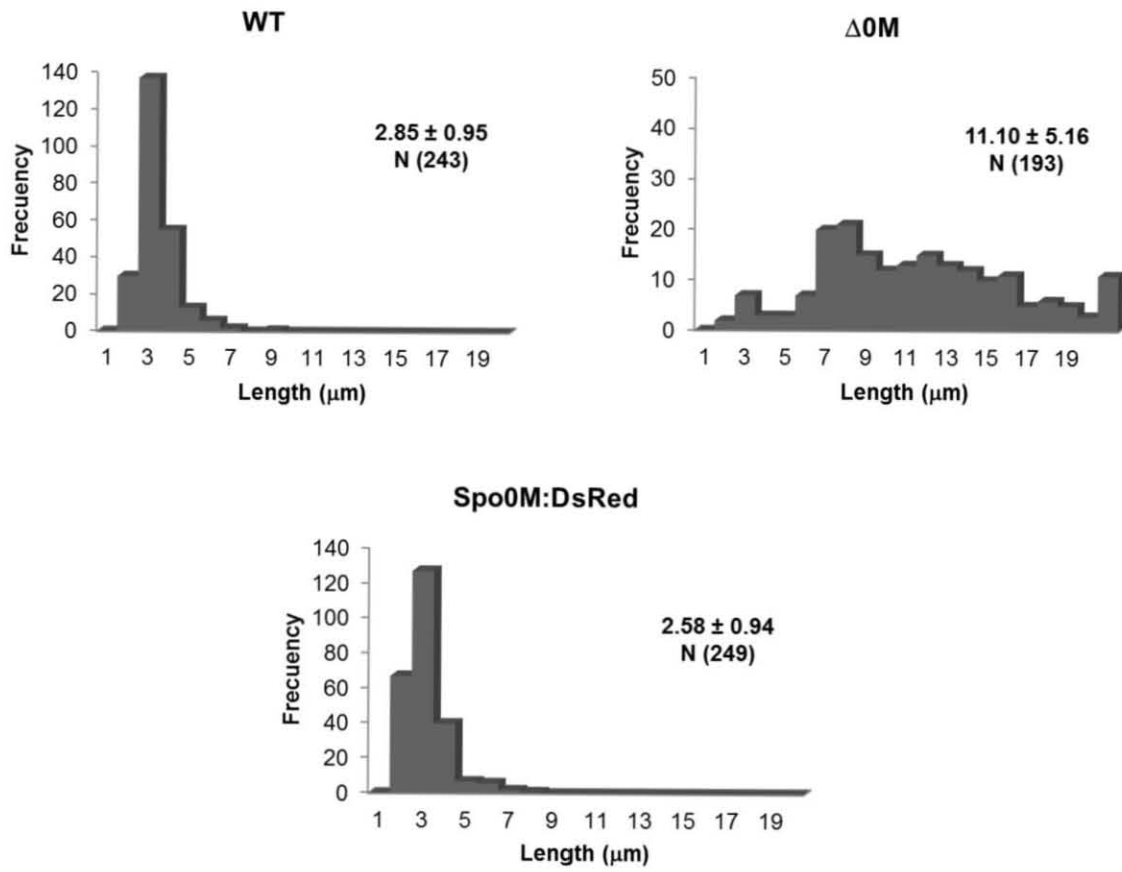 WT
140
120
100
80
60
40
20
0
Frecuency
2.85 ± 0.95
N (243)
1 3 5 7 9 11 13 15 17 19
Length (μm)
Δ0M
50
40
30
20
10
0
Frecuency
11.10 ± 5.16
N (193)
1 3 5 7 9 11 13 15 17 19
Length (μm)
Spo0M:DsRed
140
120
100
80
60
40
20
0
Frecuency
2.58 ± 0.94
N (249)
1 3 5 7 9 11 13 15 17 19
Length (μm)